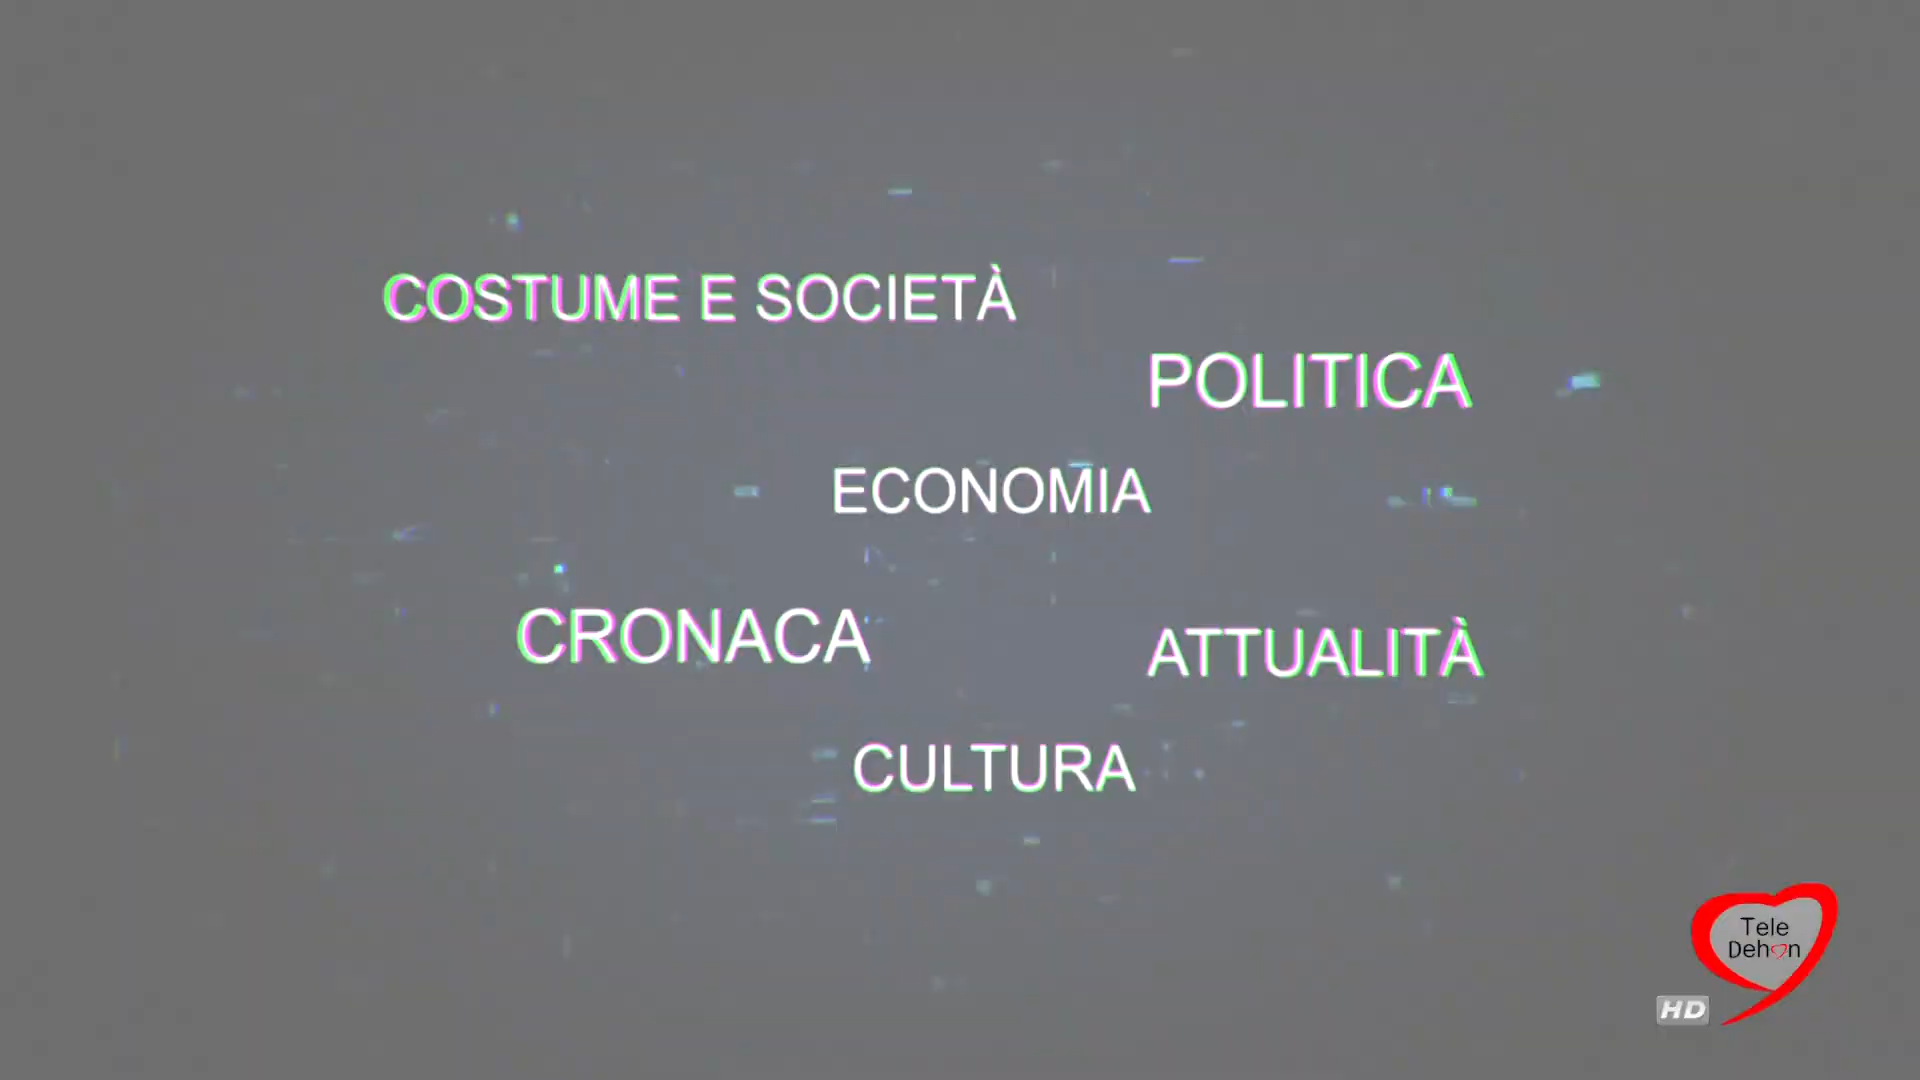 COSTUME E SOCIETÀ
POLITICA
ECONOMIA
CRONACA
ATTUALITÀ
CULTURA
Tele
Dehon
HD